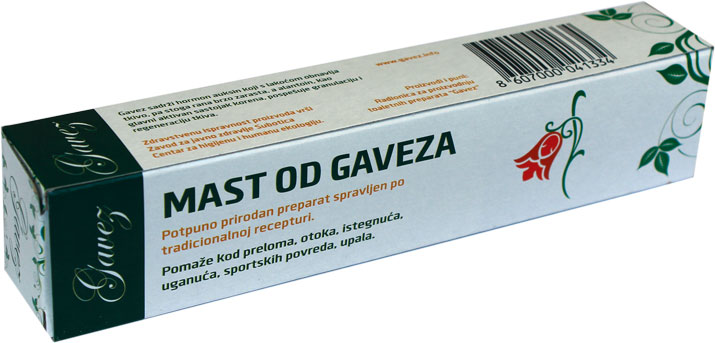 Gavez sadrži hormon auksin koji s lakoćom obnavlja
tkivo, pa stoga rana brzo zarasta, a alantoin, kao
glavni aktivan sastojak korena, pospešuje granulaciju i
regeneraciju tkiva.
Zdravstvenu ispravnost proizvoda vrši
Zavod za javno zdravlje Subotica
Centar za higijenu i humanu ekologiju.
www.gavez.info
8 607000 041334
Proizvodi i puni:
Radionica za proizvodnju
toaletnih preparata "Gavez"
Gavez
Gavez
Gavez
MAST OD GAVEZA
Potpuno prirodan preparat spravljen po
tradicionalnoj recepturi.
Pomaže kod preloma, otoka, istegnuća,
uganuća, sportskih povreda, upala.